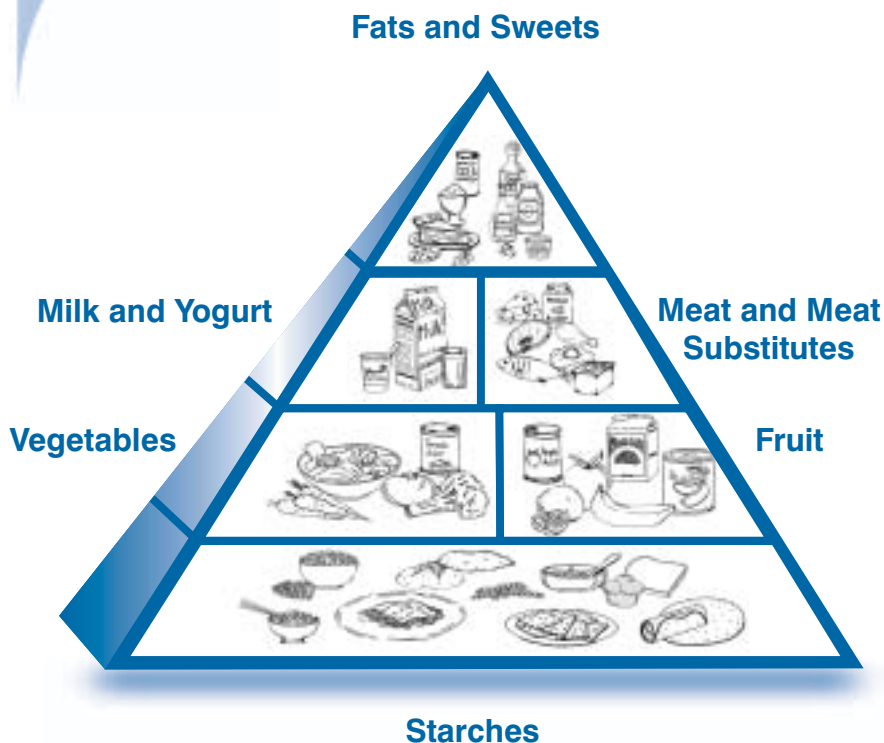 Fats and Sweets
Milk and Yogurt
Meat and Meat
Substitutes
Vegetables
Fruit
Starches